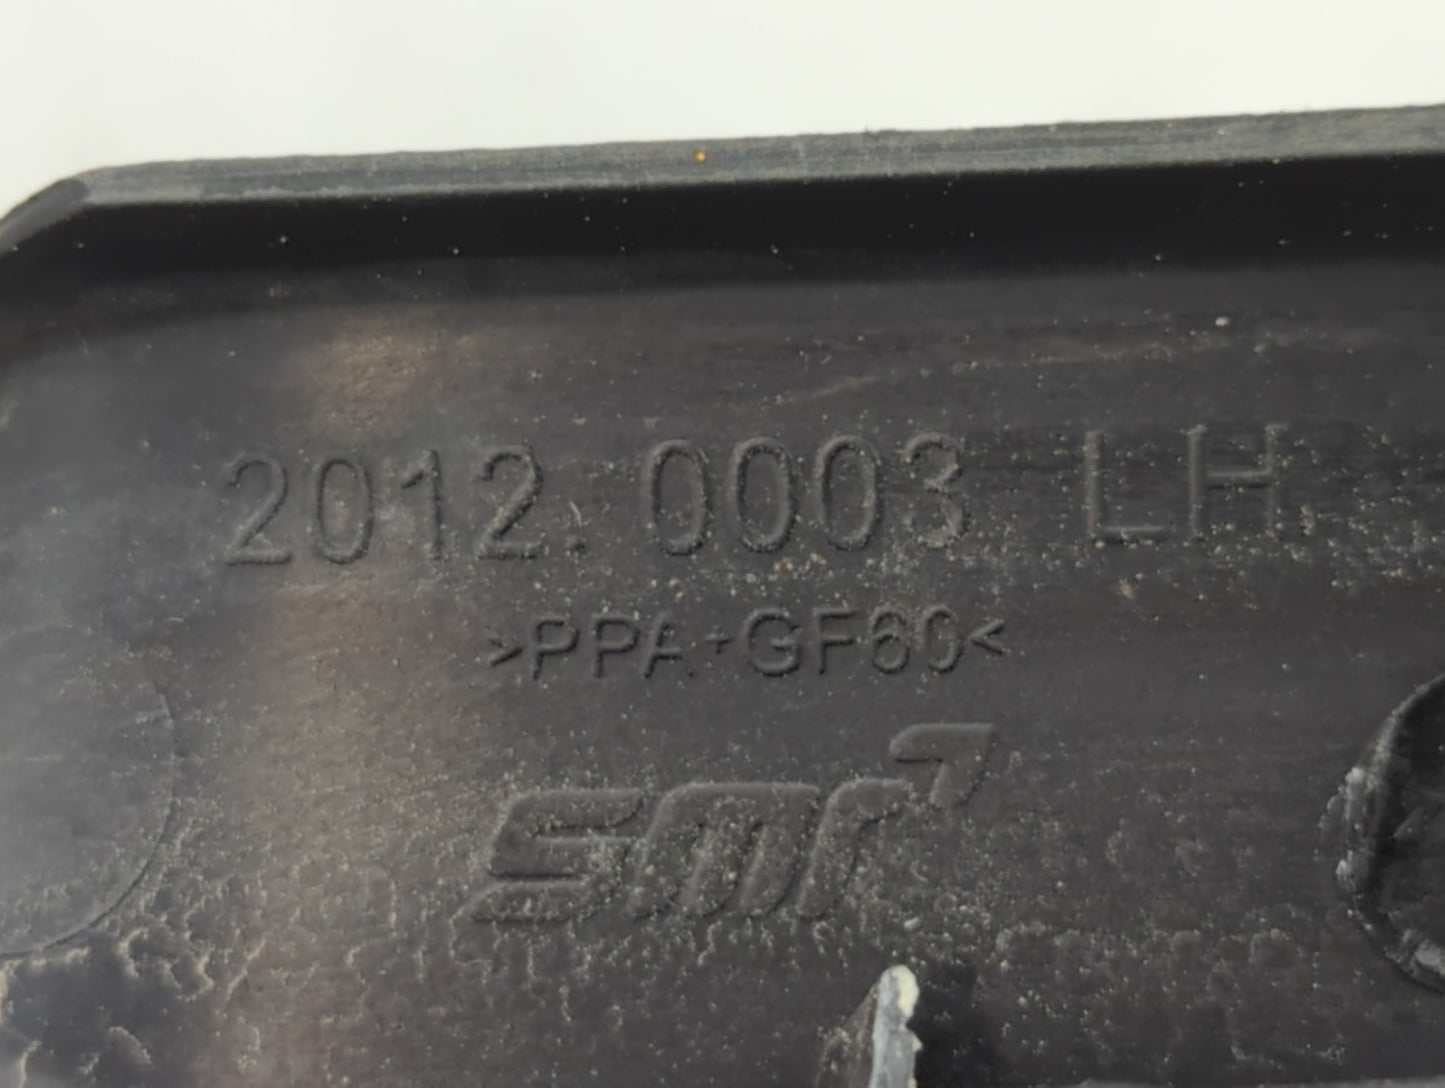 2012.0003 LH
>PPA+GF60<
smr